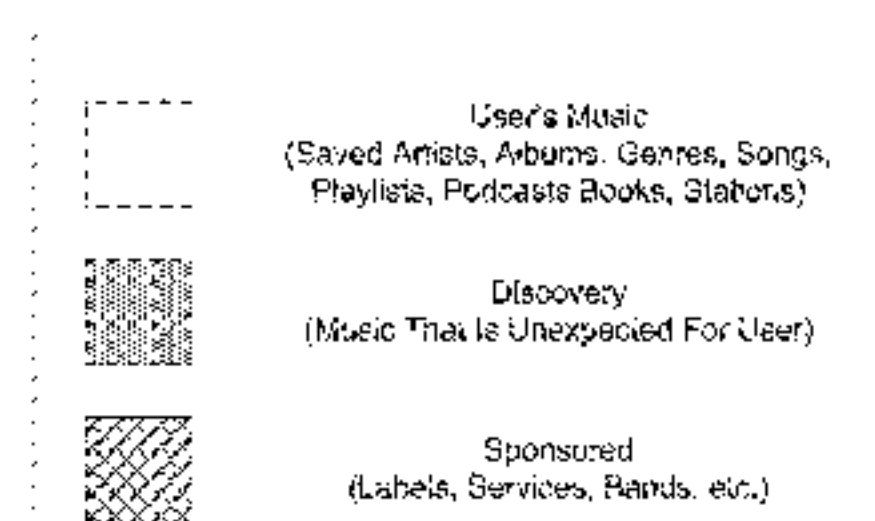 User's Music
(Saved Artists, Albums, Genres, Songs,
Playlists, Podcasts Books, Stations)
Discovery
(Music That Is Unexpected For User)
Sponsored
(Labels, Services, Bands, etc.)